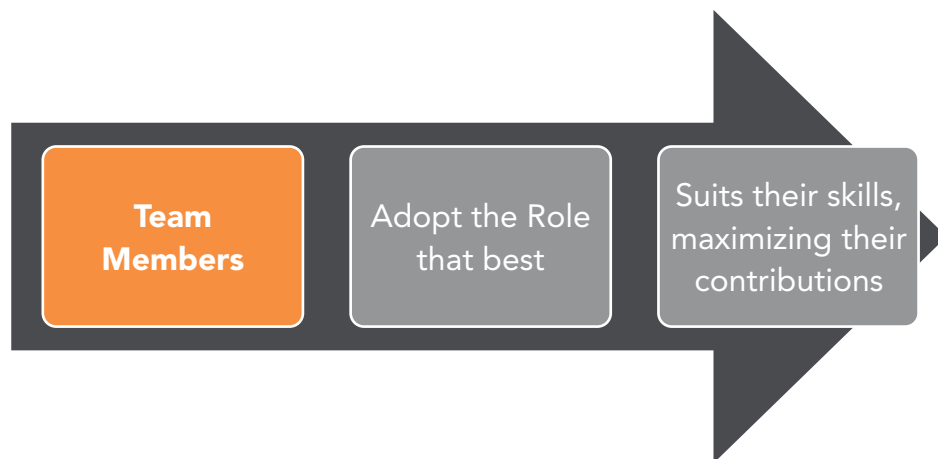 Team
Members
Adopt the Role
that best
Suits their skills,
maximizing their
contributions